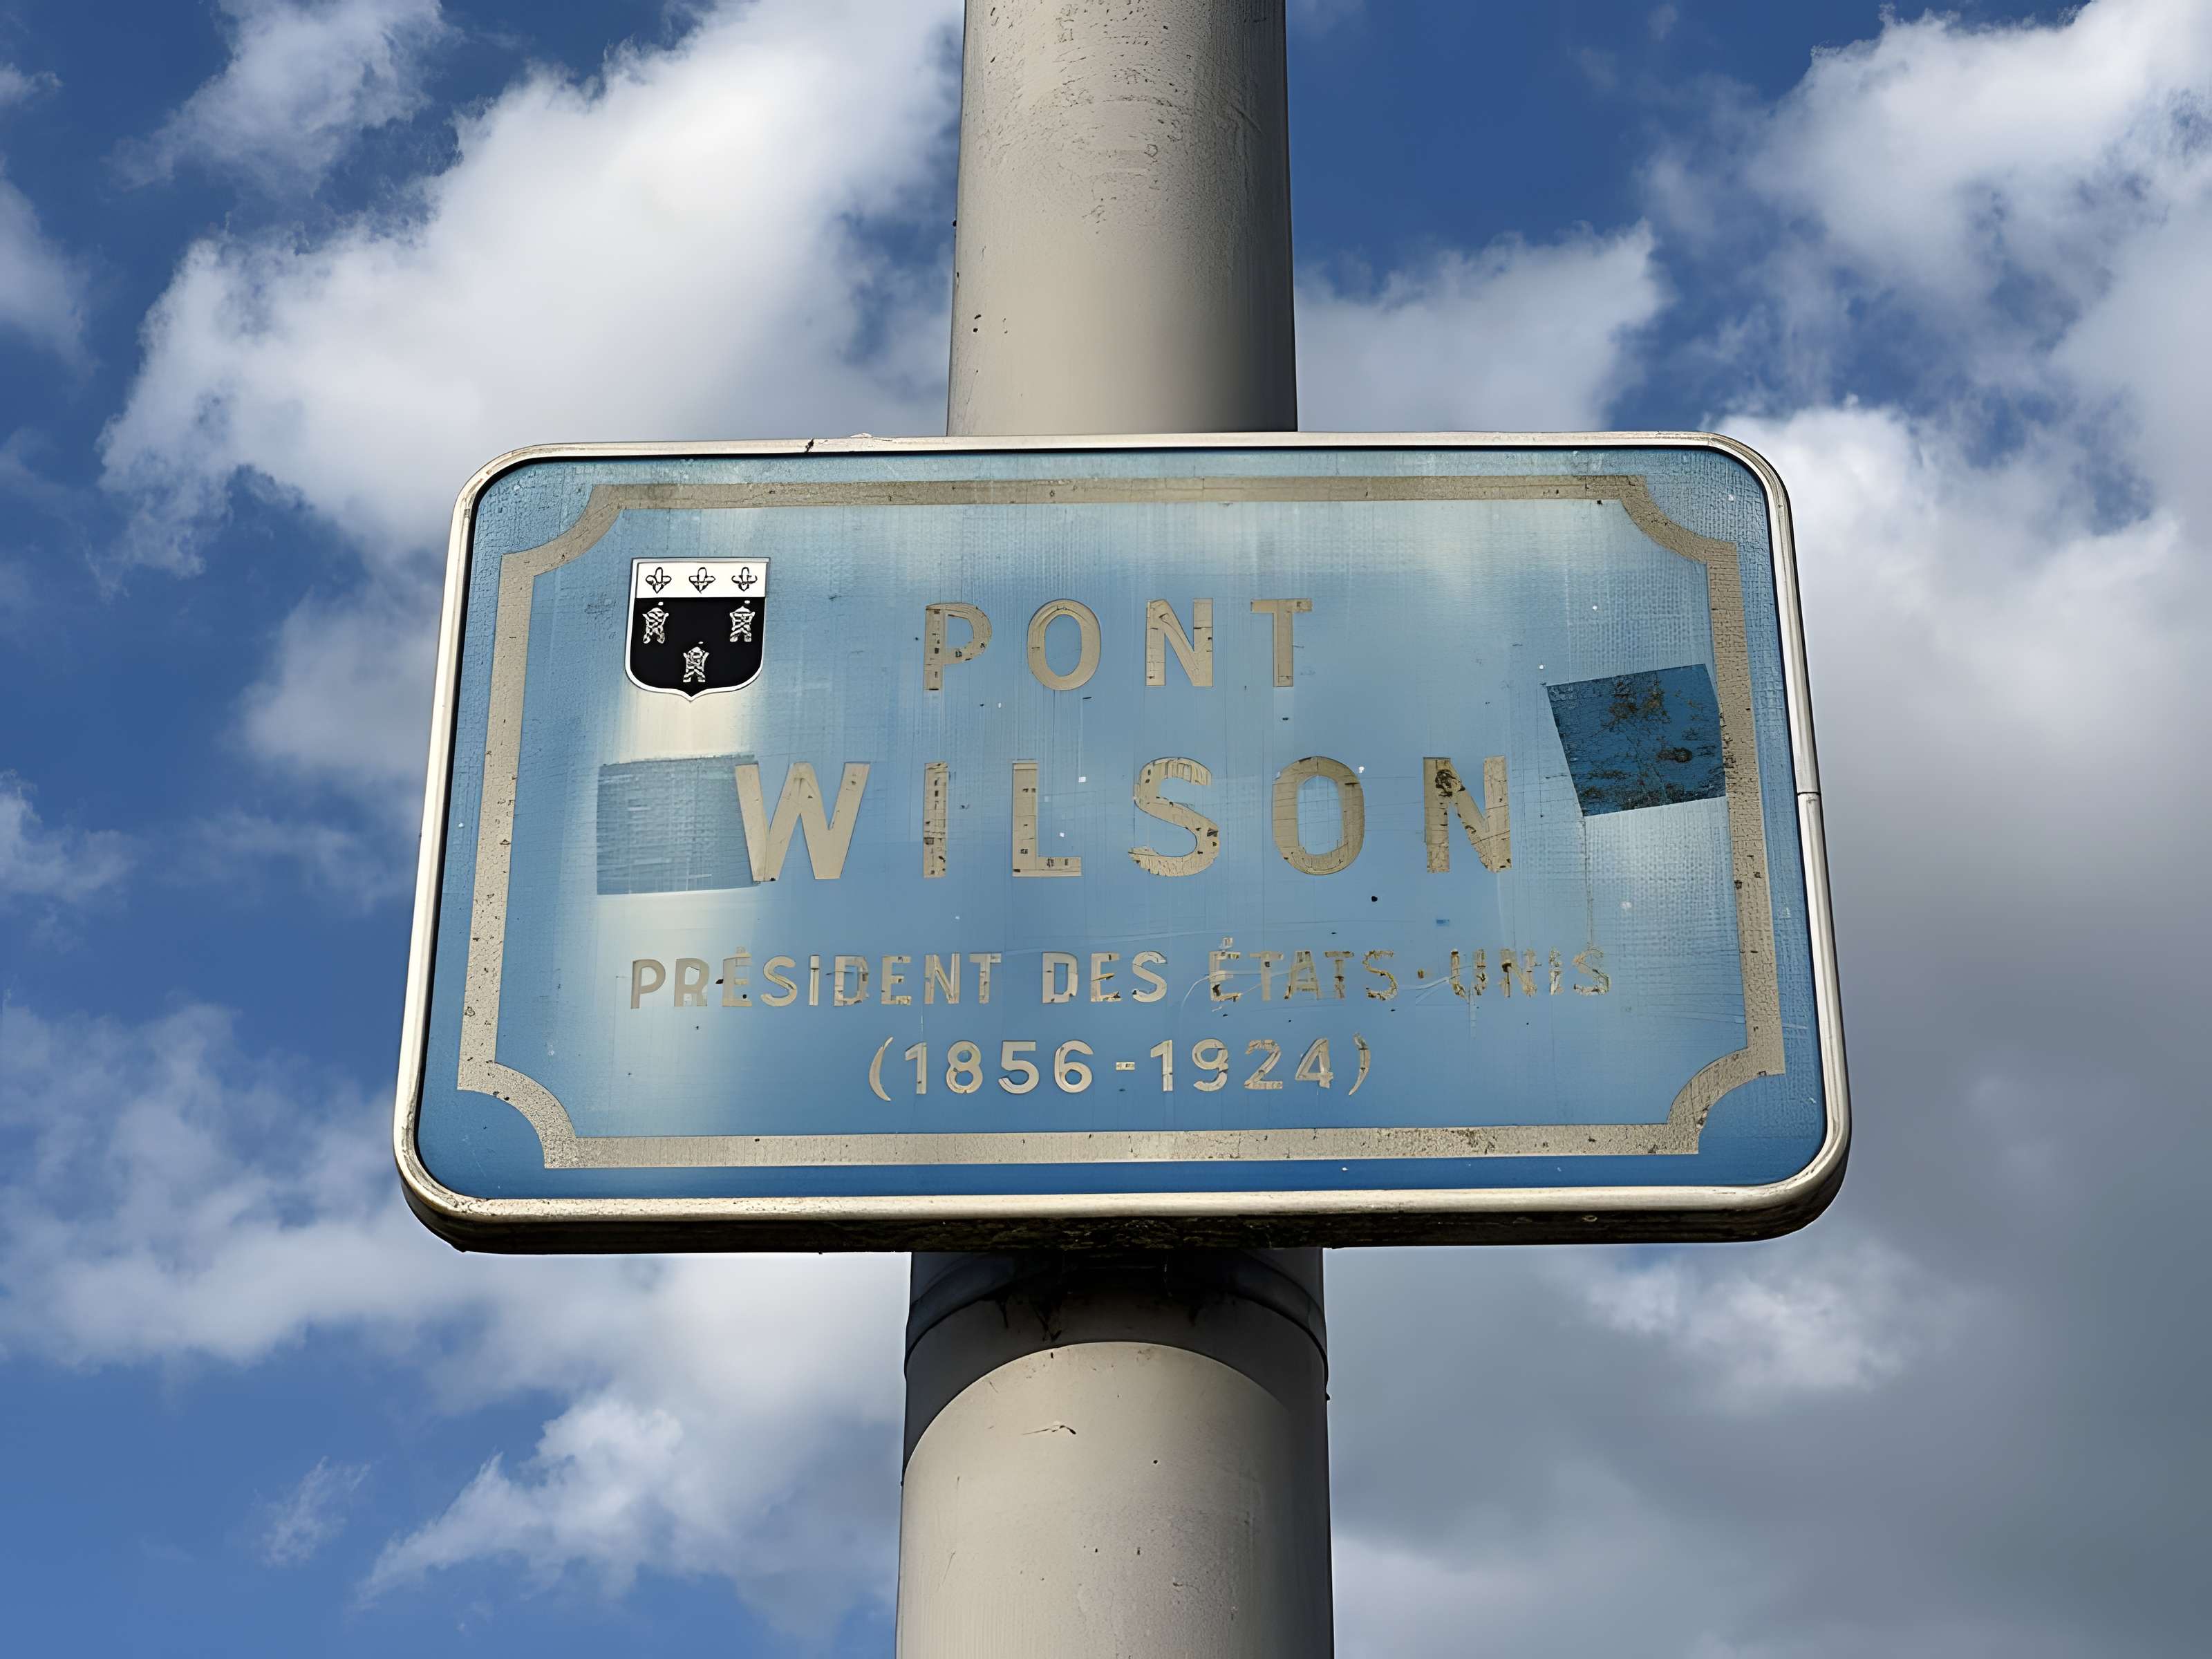 PONT
WILSON
PRÉSIDENT DES ÉTATS-UNIS
(1856-1924)